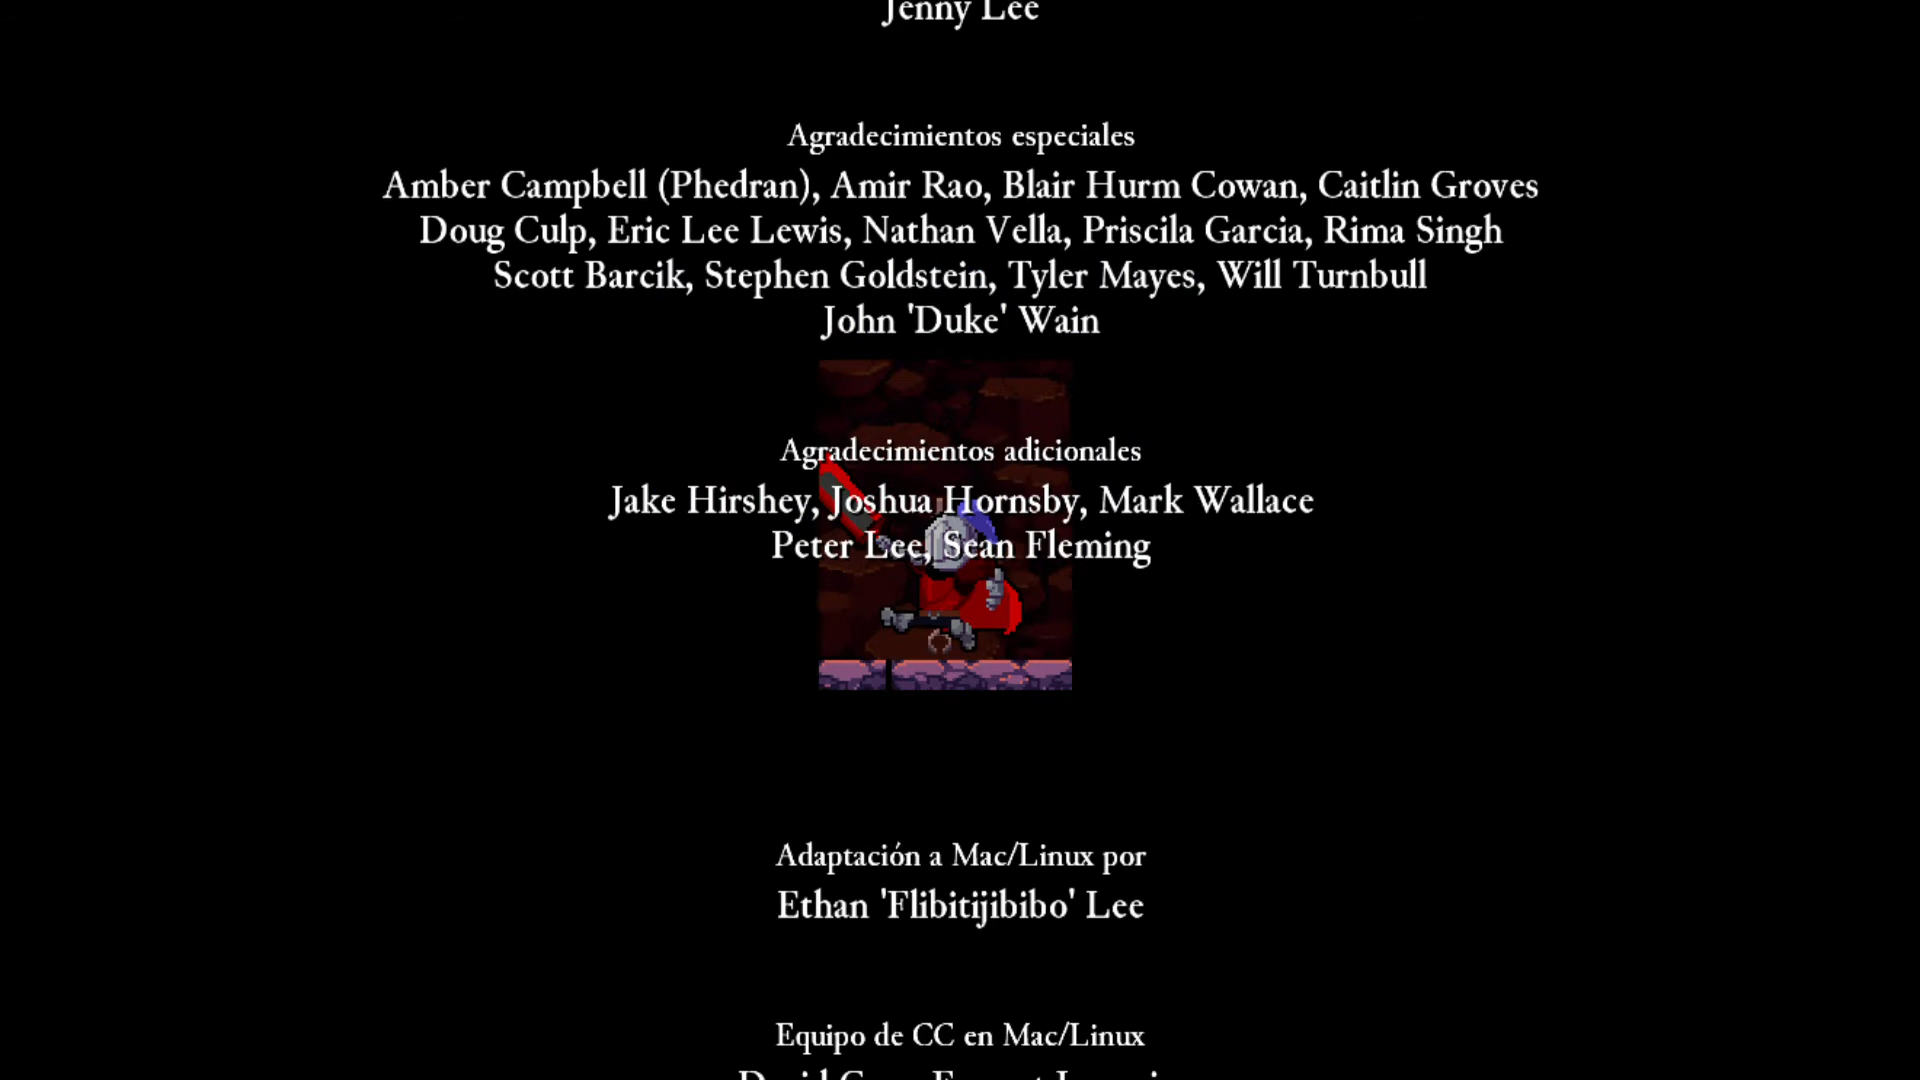 Jenny Lee
Agradecimientos especiales
Amber Campbell (Phedran), Amir Rao, Blair Hurm Cowan, Caitlin Groves
Doug Culp, Eric Lee Lewis, Nathan Vella, Priscila Garcia, Rima Singh
Scott Barcik, Stephen Goldstein, Tyler Mayes, Will Turnbull
John 'Duke' Wain
Agradecimientos adicionales
Jake Hirshey, Joshua Hornsby, Mark Wallace
Peter Lee, Sean Fleming
Adaptación a Mac/Linux por
Ethan 'Flibitijibibo' Lee
Equipo de CC en Mac/Linux